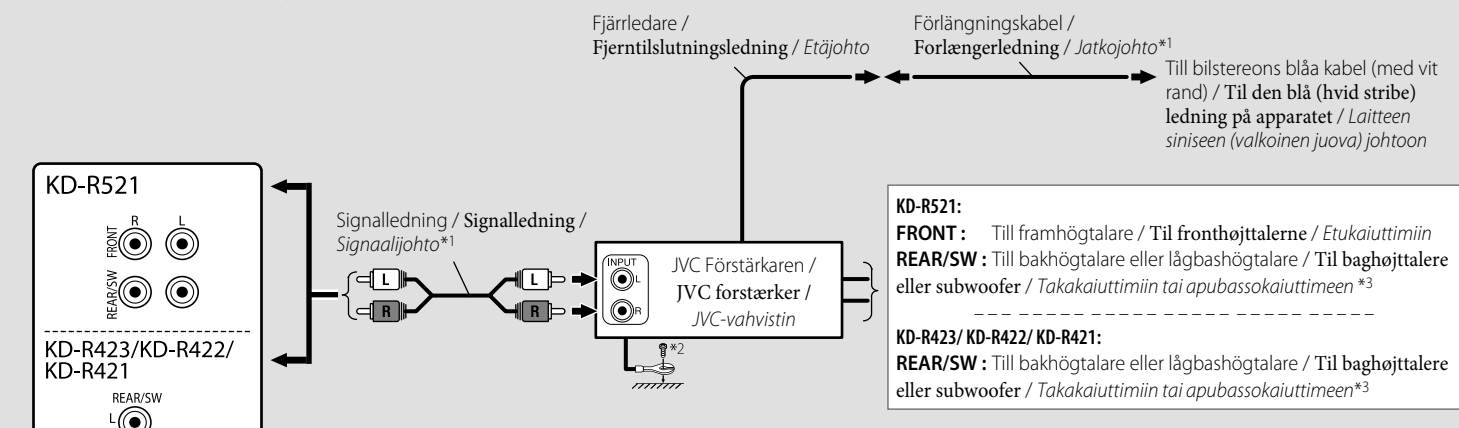 Fjärrledare /
Fjerntilslutningsledning / Etäjohto
Förlängningskabel /
Forlængerledning / Jatkojohto*1
Till bilstereons blåa kabel (med vit
rand) / Til den blå (hvid stribe)
ledning på apparatet / Laitteen
siniseen (valkoinen juova) johtoon
KD-R521
R L
FRONT
REAR/SW
KD-R423/KD-R422/
KD-R421
REAR/SW
L
Signalledning / Signalledning /
Signaalijohto*1
L
R
L
R
INPUT
L
R
JVC Förstärkaren /
JVC forstærker /
JVC-vahvistin
*2
KD-R521:
FRONT : Till framhögtalare / Til fronthøjttalerne / Etukaiuttimiin
REAR/SW : Till bakhögtalare eller lågbashögtalare / Til baghøjttalere
eller subwoofer / Takakaiuttimiin tai apubassokaiuttimeen *3
KD-R423/ KD-R422/ KD-R421:
REAR/SW : Till bakhögtalare eller lågbashögtalare / Til baghøjttalere
eller subwoofer / Takakaiuttimiin tai apubassokaiuttimeen*3